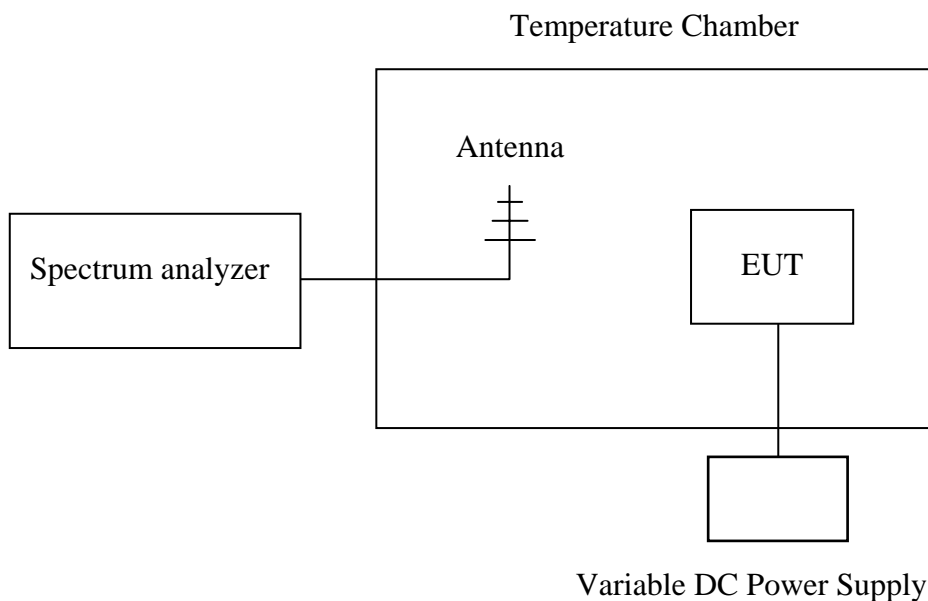 Temperature Chamber
Antenna
Spectrum analyzer
EUT
Variable DC Power Supply